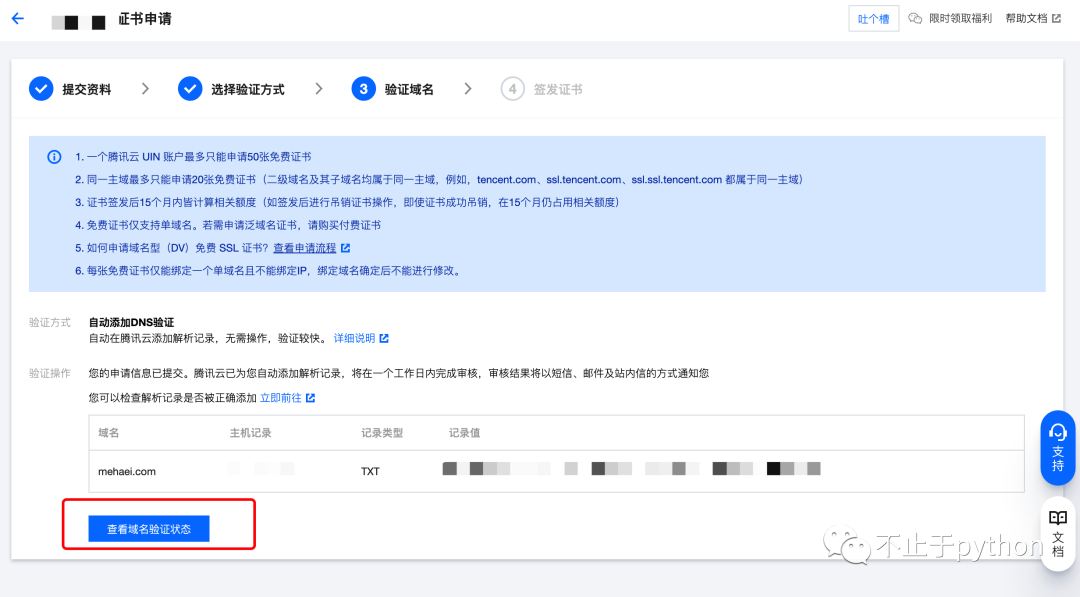 证书申请
吐个槽
限时领取福利
帮助文档
提交资料
选择验证方式
3 验证域名
4 签发证书
1. 一个腾讯云 UIN 账户最多只能申请50张免费证书
2. 同一主域最多只能申请20张免费证书（二级域名及其子域名均属于同一主域，例如，tencent.com、ssl.tencent.com、ssl.ssl.tencent.com 都属于同一主域）
3. 证书签发后15个月内皆计算相关额度（如签发后进行吊销证书操作，即使证书成功吊销，在15个月仍占用相关额度）
4. 免费证书仅支持单域名。若需申请泛域名证书，请购买付费证书
5. 如何申请域名型（DV）免费 SSL 证书？查看申请流程
6. 每张免费证书仅能绑定一个单域名且不能绑定IP，绑定域名确定后不能进行修改。
验证方式
自动添加DNS验证
自动在腾讯云添加解析记录，无需操作，验证较快。 详细说明
验证操作
您的申请信息已提交。腾讯云已为您自动添加解析记录，将在一个工作日内完成审核，审核结果将以短信、邮件及站内信的方式通知您
您可以检查解析记录是否被正确添加 立即前往
域名 主机记录 记录类型 记录值
mehaei.com TXT
查看域名验证状态
支持
文档
不止于python